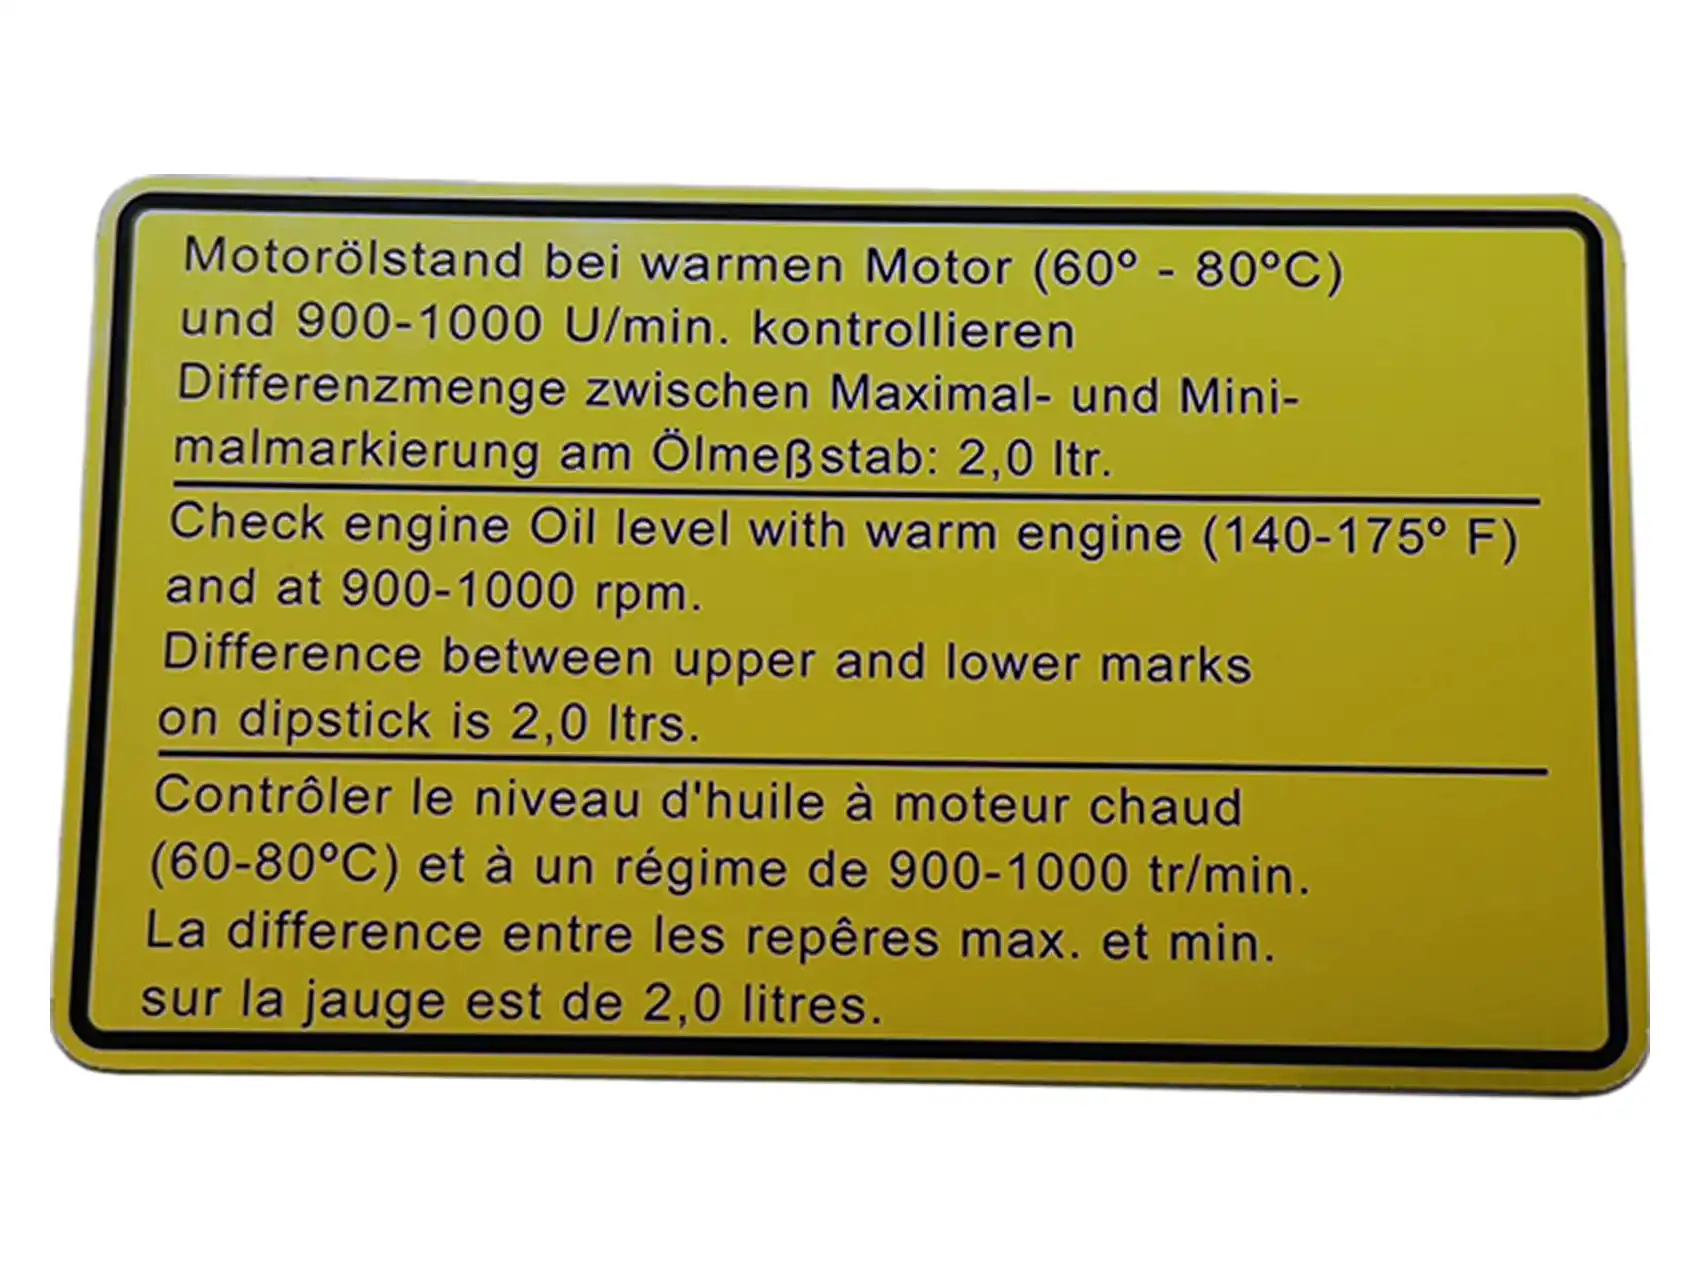 Motorölstand bei warmen Motor (60º - 80ºC)
und 900-1000 U/min. kontrollieren
Differenzmenge zwischen Maximal- und Mini-
malmarkierung am Ölmeßstab: 2,0 ltr.
Check engine Oil level with warm engine (140-175º F)
and at 900-1000 rpm.
Difference between upper and lower marks
on dipstick is 2,0 ltrs.
Contrôler le niveau d'huile à moteur chaud
(60-80ºC) et à un régime de 900-1000 tr/min.
La difference entre les repêres max. et min.
sur la jauge est de 2,0 litres.